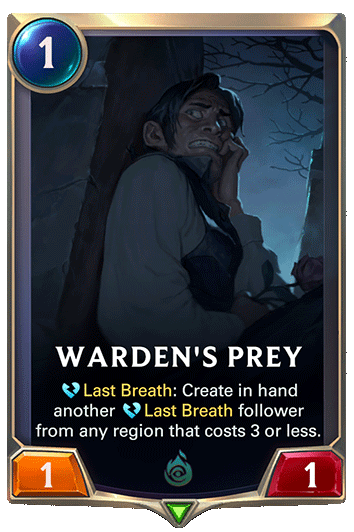 1
WARDEN'S PREY
Last Breath: Create in hand
another Last Breath follower
from any region that costs 3 or less.
1
1